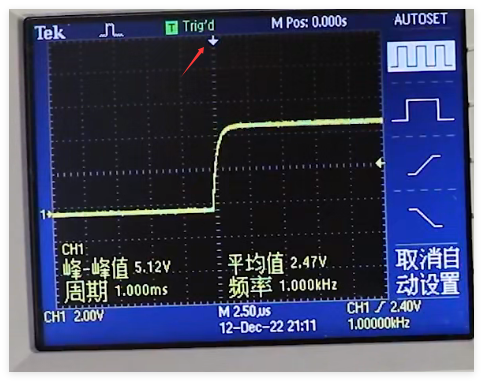 Tek Trig'd M Pos: 0.000s AUTOSET
1
CH1
峰-峰值 5.12V 平均值 2.47V
周期 1.000ms 频率 1.000kHz
取消自
动设置
CH1 2.00V M 2.50us CH1 2.40V
12-Dec-22 21:11 1.00000kHz